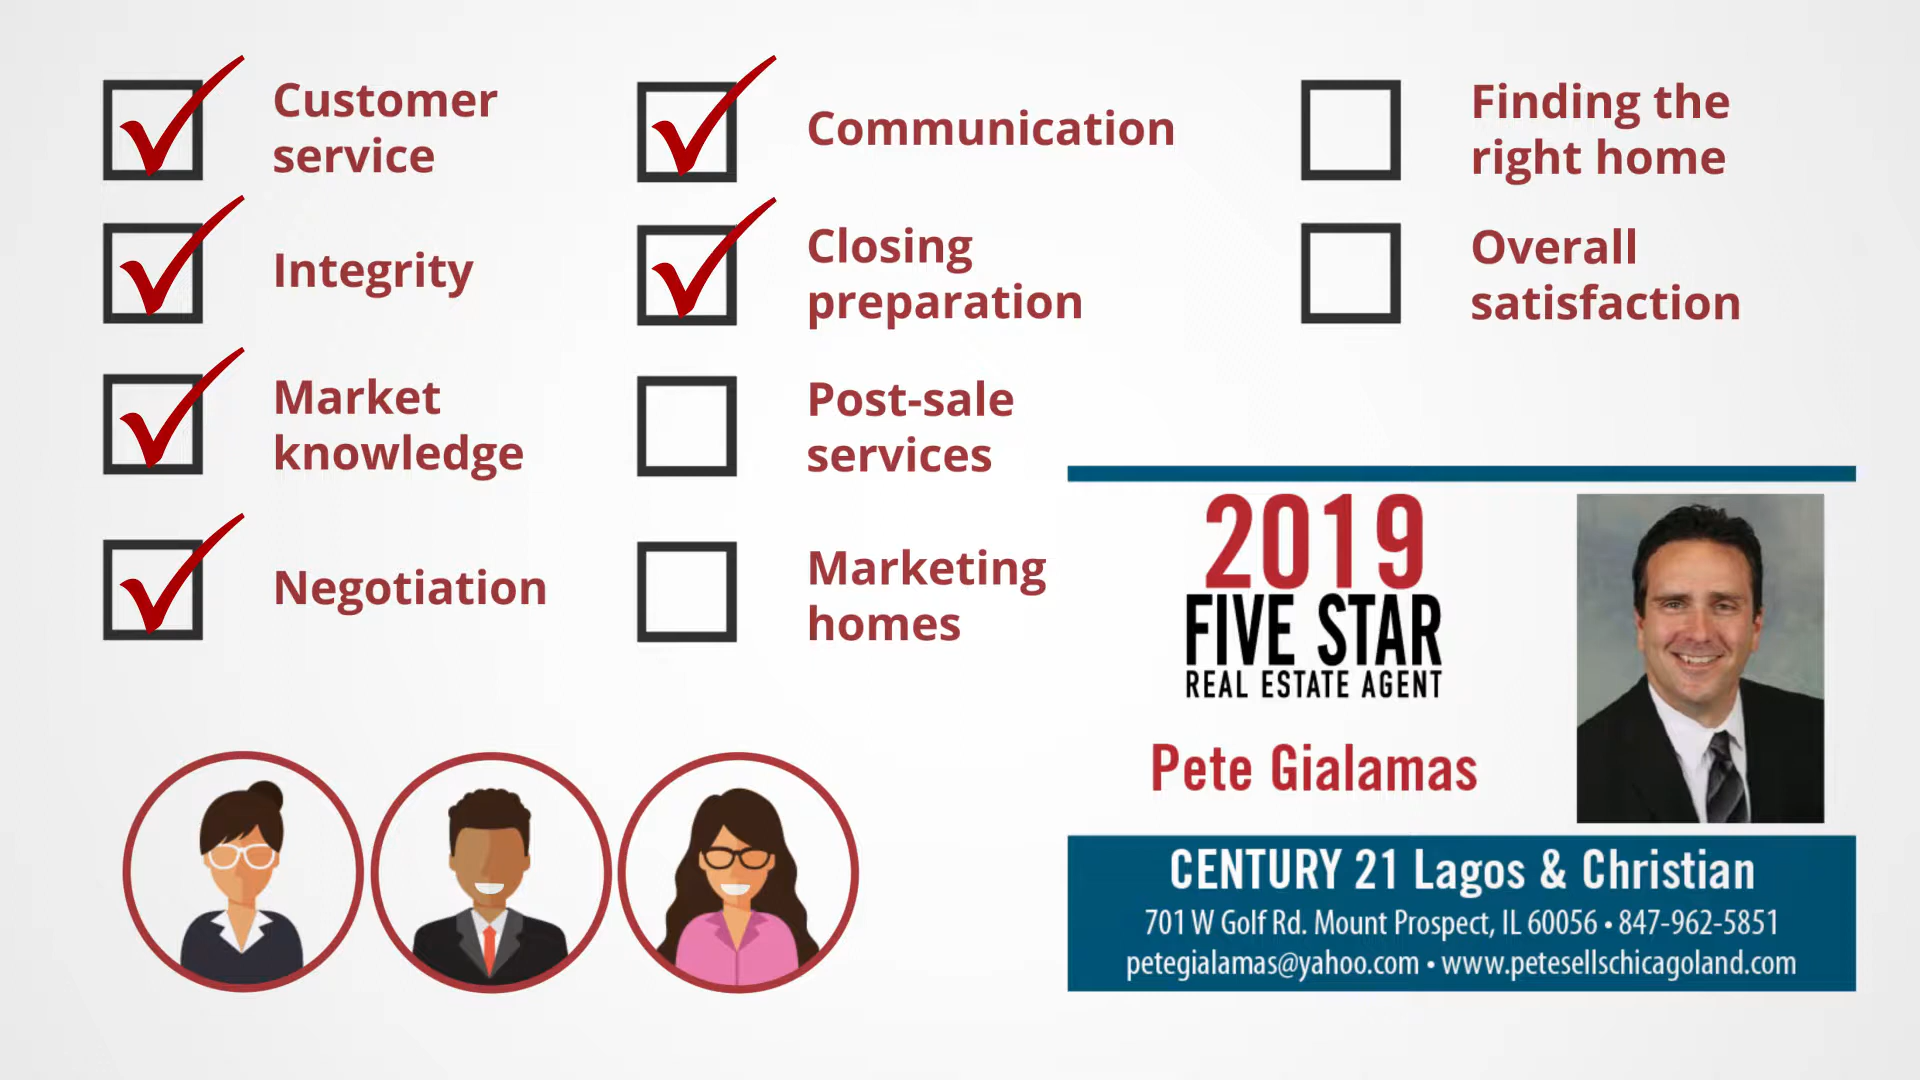 Customer
service
Integrity
Market
knowledge
Negotiation
Communication
Closing
preparation
Post-sale
services
Marketing
homes
Finding the
right home
Overall
satisfaction
2019
FIVE STAR
REAL ESTATE AGENT
Pete Gialamas
CENTURY 21 Lagos & Christian
701 W Golf Rd. Mount Prospect, IL 60056 • 847-962-5851
petegialamas@yahoo.com • www.petesellschicagoland.com